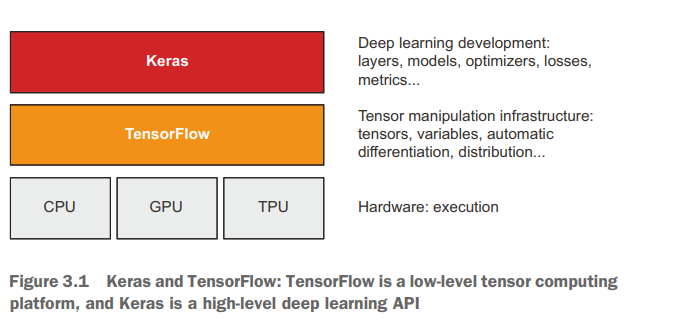 Keras
Deep learning development:
layers, models, optimizers, losses,
metrics...
TensorFlow
Tensor manipulation infrastructure:
tensors, variables, automatic
differentiation, distribution...
CPU
GPU
TPU
Hardware: execution
Figure 3.1 Keras and TensorFlow: TensorFlow is a low-level tensor computing
platform, and Keras is a high-level deep learning API